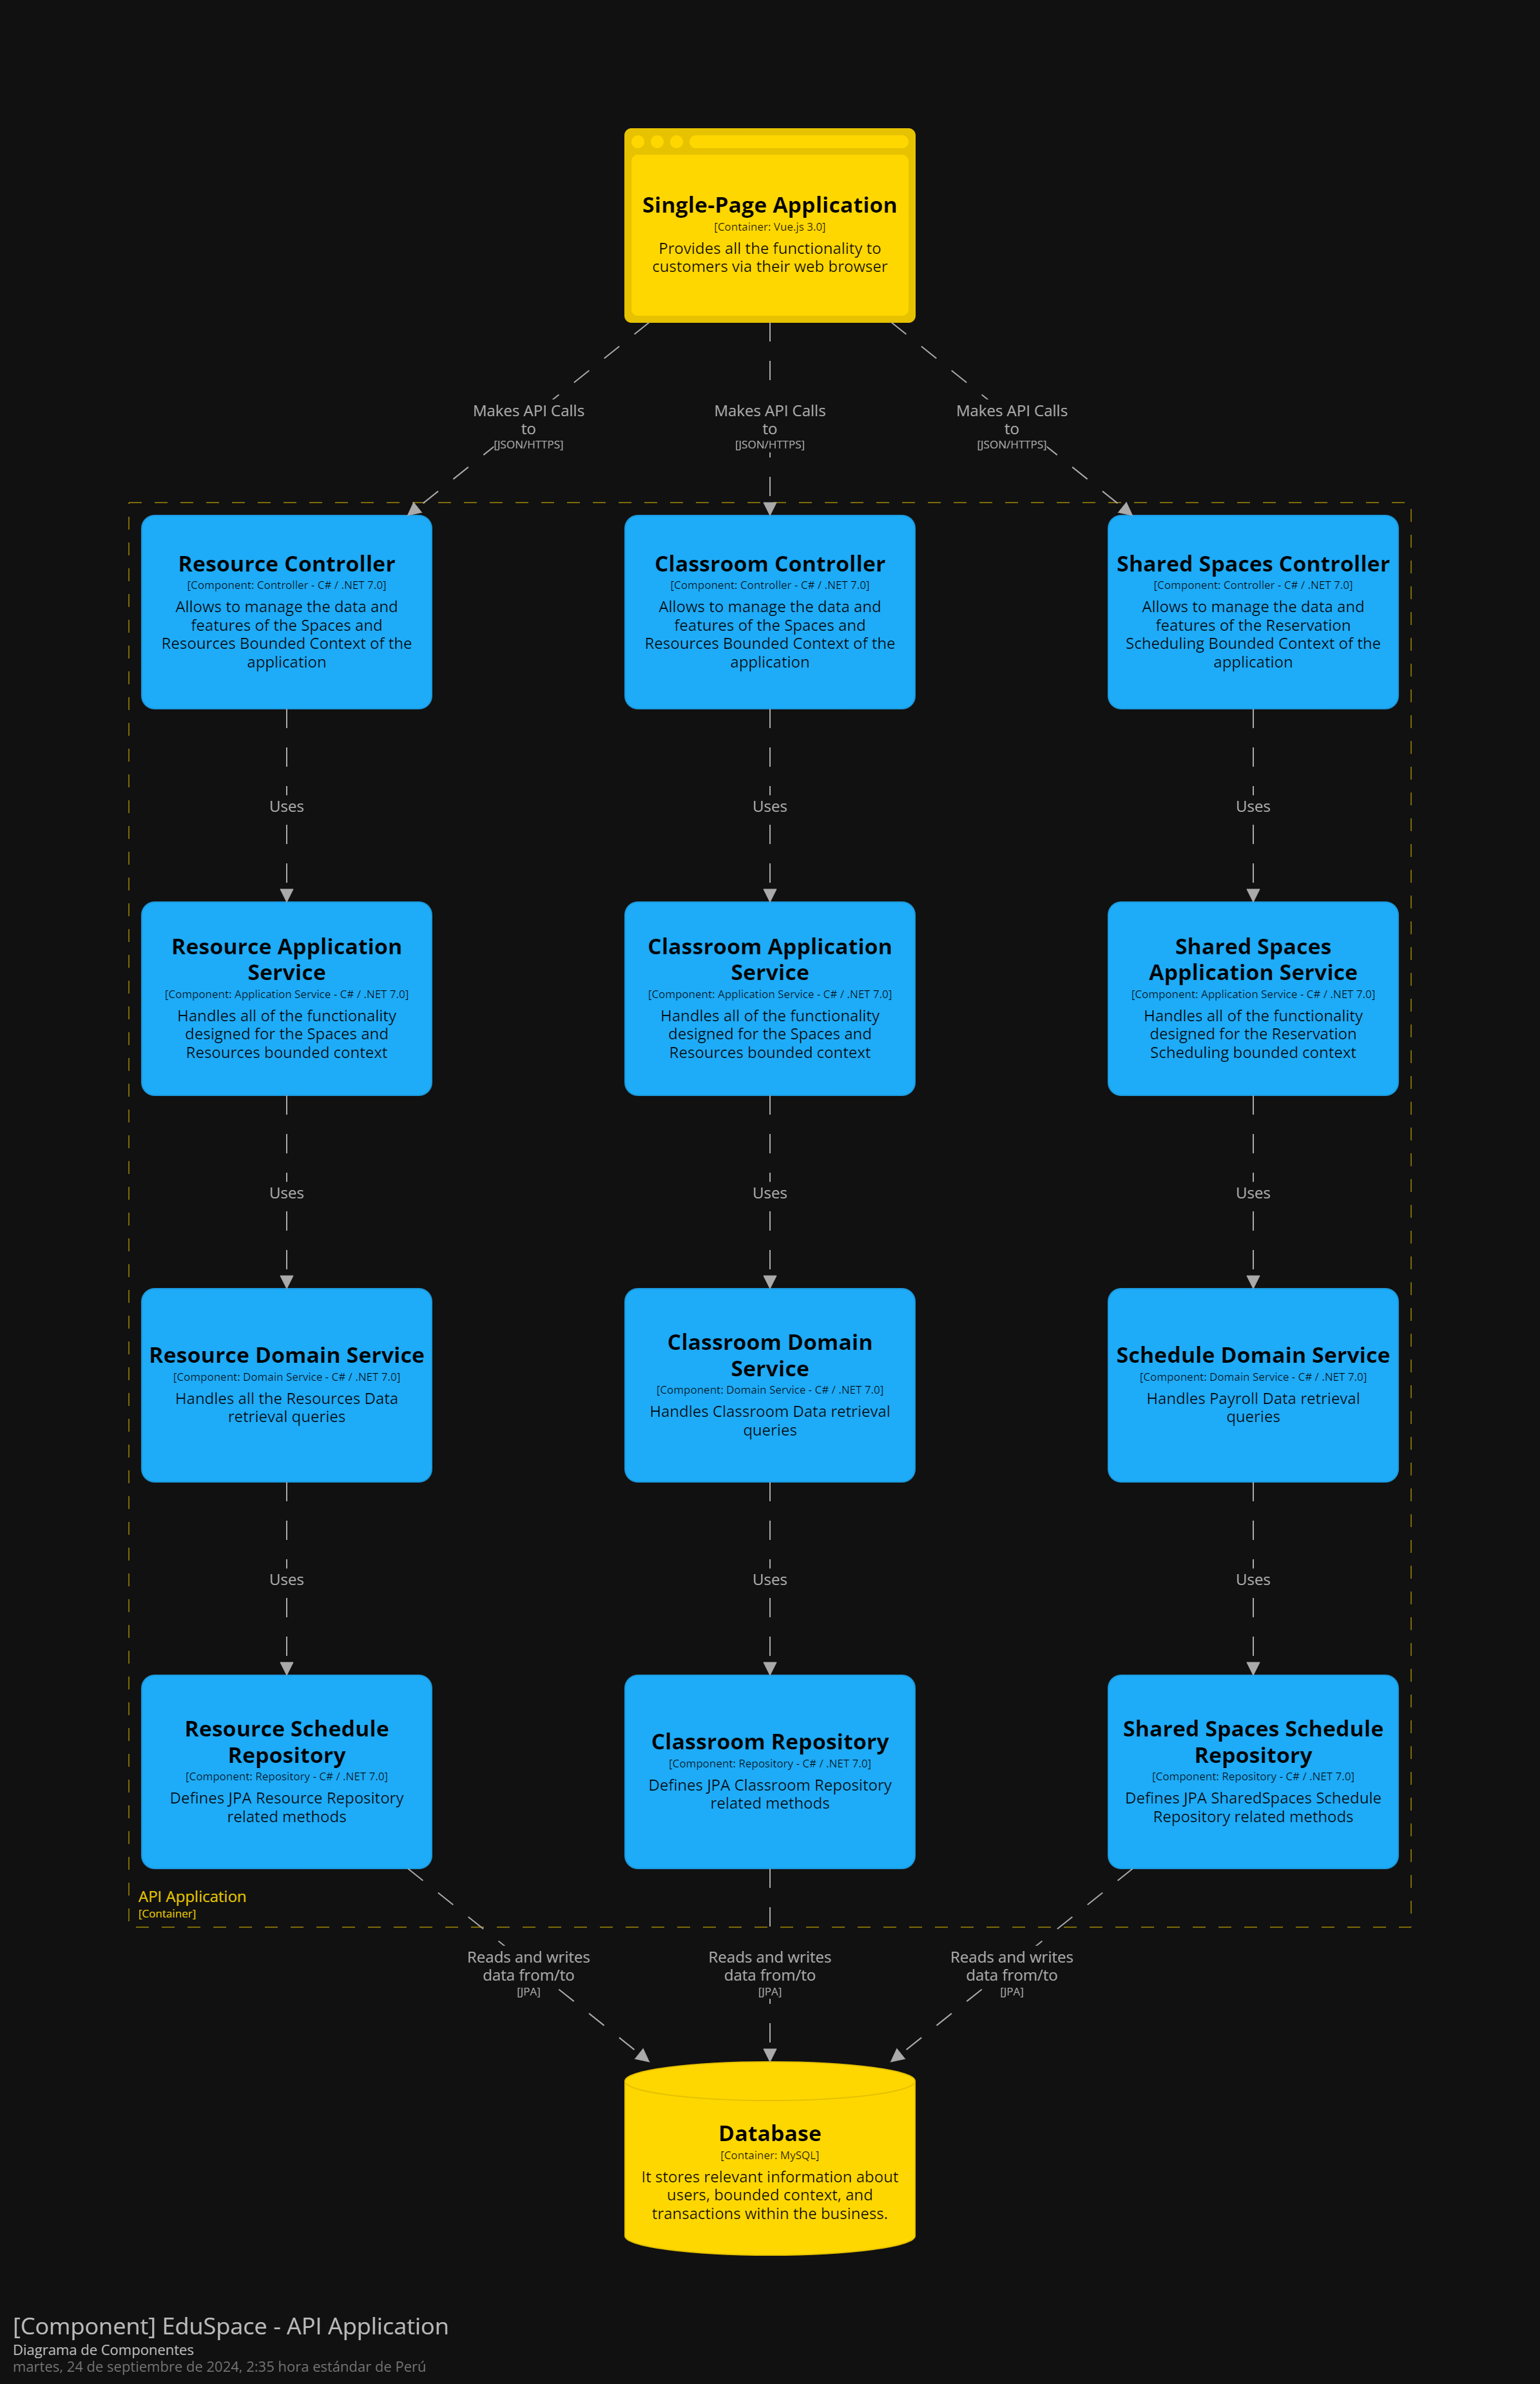 Single-Page Application
[Container: Vue.js 3.0]
Provides all the functionality to
customers via their web browser
Makes API Calls
to
[JSON/HTTPS]
Makes API Calls
to
[JSON/HTTPS]
Makes API Calls
to
[JSON/HTTPS]
Resource Controller
[Component: Controller - C# / .NET 7.0]
Allows to manage the data and
features of the Spaces and
Resources Bounded Context of the
application
Classroom Controller
[Component: Controller - C# / .NET 7.0]
Allows to manage the data and
features of the Spaces and
Resources Bounded Context of the
application
Shared Spaces Controller
[Component: Controller - C# / .NET 7.0]
Allows to manage the data and
features of the Reservation
Scheduling Bounded Context of the
application
Uses
Uses
Uses
Resource Application
Service
[Component: Application Service - C# / .NET 7.0]
Handles all of the functionality
designed for the Spaces and
Resources bounded context
Classroom Application
Service
[Component: Application Service - C# / .NET 7.0]
Handles all of the functionality
designed for the Spaces and
Resources bounded context
Shared Spaces
Application Service
[Component: Application Service - C# / .NET 7.0]
Handles all of the functionality
designed for the Reservation
Scheduling bounded context
Uses
Uses
Uses
Resource Domain Service
[Component: Domain Service - C# / .NET 7.0]
Handles all the Resources Data
retrieval queries
Classroom Domain
Service
[Component: Domain Service - C# / .NET 7.0]
Handles Classroom Data retrieval
queries
Schedule Domain Service
[Component: Domain Service - C# / .NET 7.0]
Handles Payroll Data retrieval
queries
Uses
Uses
Uses
Resource Schedule
Repository
[Component: Repository - C# / .NET 7.0]
Defines JPA Resource Repository
related methods
Classroom Repository
[Component: Repository - C# / .NET 7.0]
Defines JPA Classroom Repository
related methods
Shared Spaces Schedule
Repository
[Component: Repository - C# / .NET 7.0]
Defines JPA SharedSpaces Schedule
Repository related methods
API Application
[Container]
Reads and writes
data from/to
[JPA]
Reads and writes
data from/to
[JPA]
Reads and writes
data from/to
[JPA]
Database
[Container: MySQL]
It stores relevant information about
users, bounded context, and
transactions within the business.
[Component] EduSpace - API Application
Diagrama de Componentes
martes, 24 de septiembre de 2024, 2:35 hora estándar de Perú